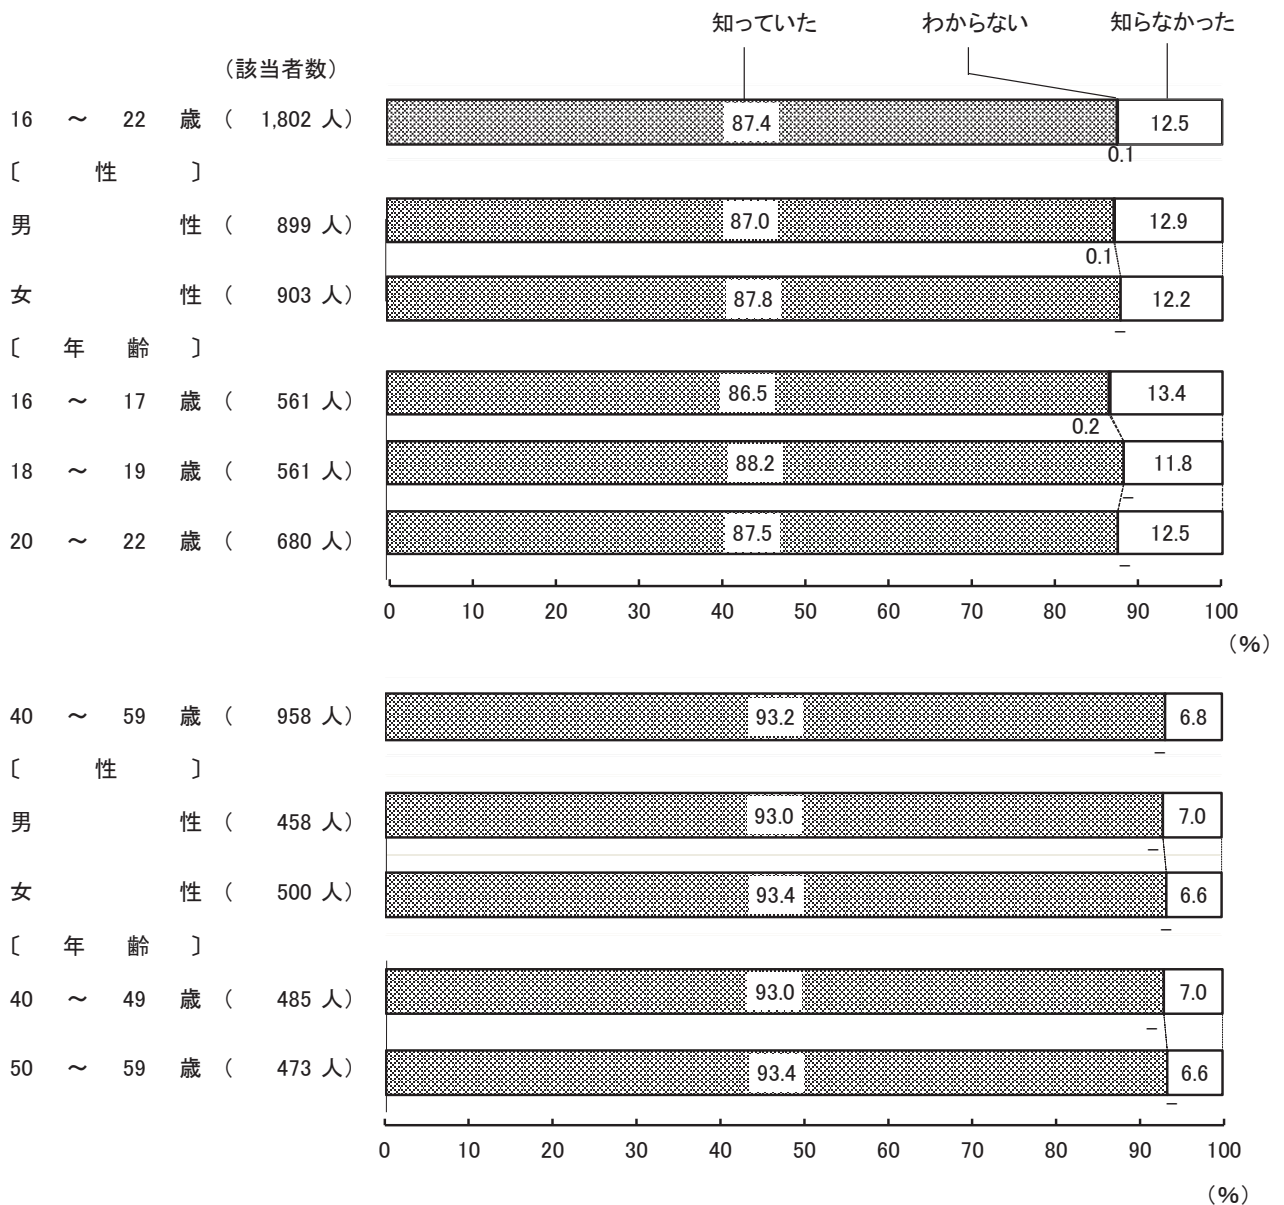 知っていた わからない 知らなかった
（該当者数）
16 ～ 22 歳 （ 1,802 人） 87.4 12.5
0.1
〔 性 〕
男 性 （ 899 人） 87.0 12.9
0.1
女 性 （ 903 人） 87.8 12.2
−
〔 年 齢 〕
16 ～ 17 歳 （ 561 人） 86.5 13.4
0.2
18 ～ 19 歳 （ 561 人） 88.2 11.8
−
20 ～ 22 歳 （ 680 人） 87.5 12.5
−
0 10 20 30 40 50 60 70 80 90 100
（%）
40 ～ 59 歳 （ 958 人） 93.2 6.8
−
〔 性 〕
男 性 （ 458 人） 93.0 7.0
−
女 性 （ 500 人） 93.4 6.6
−
〔 年 齢 〕
40 ～ 49 歳 （ 485 人） 93.0 7.0
−
50 ～ 59 歳 （ 473 人） 93.4 6.6
−
0 10 20 30 40 50 60 70 80 90 100
（%）